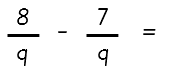 8/9 - 7/9 =